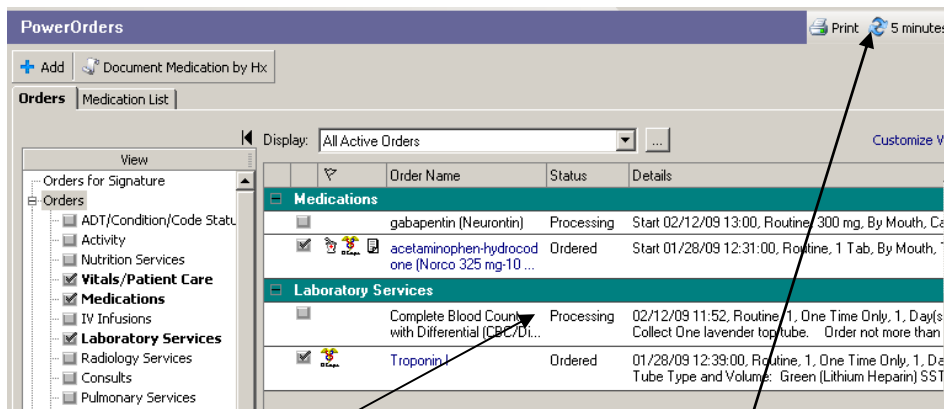 PowerOrders
Print 5 minutes
Add Document Medication by Hx
Orders Medication List
Display: All Active Orders ... Customize V
View
Orders for Signature
Orders
ADT/Condition/Code Statu
Activity
Nutrition Services
Vitals/Patient Care
Medications
IV Infusions
Laboratory Services
Radiology Services
Consults
Pulmonary Services
Order Name Status Details
Medications
gabapentin (Neurontin) Processing Start 02/12/09 13:00, Routine, 300 mg, By Mouth, Ca
acetaminophen-hydrocod Ordered Start 01/28/09 12:31:00, Routine, 1 Tab, By Mouth,
one (Norco 325 mg-10 ...
Laboratory Services
Complete Blood Count Processing 02/12/09 11:52, Routine, 1, One Time Only, 1, Day(s
with Differential (CBC/Di... Collect One lavender top tube. Order not more than
Troponin-I Ordered 01/28/09 12:39:00, Routine, 1, One Time Only, 1, Da
Tube Type and Volume: Green (Lithium Heparin) SST